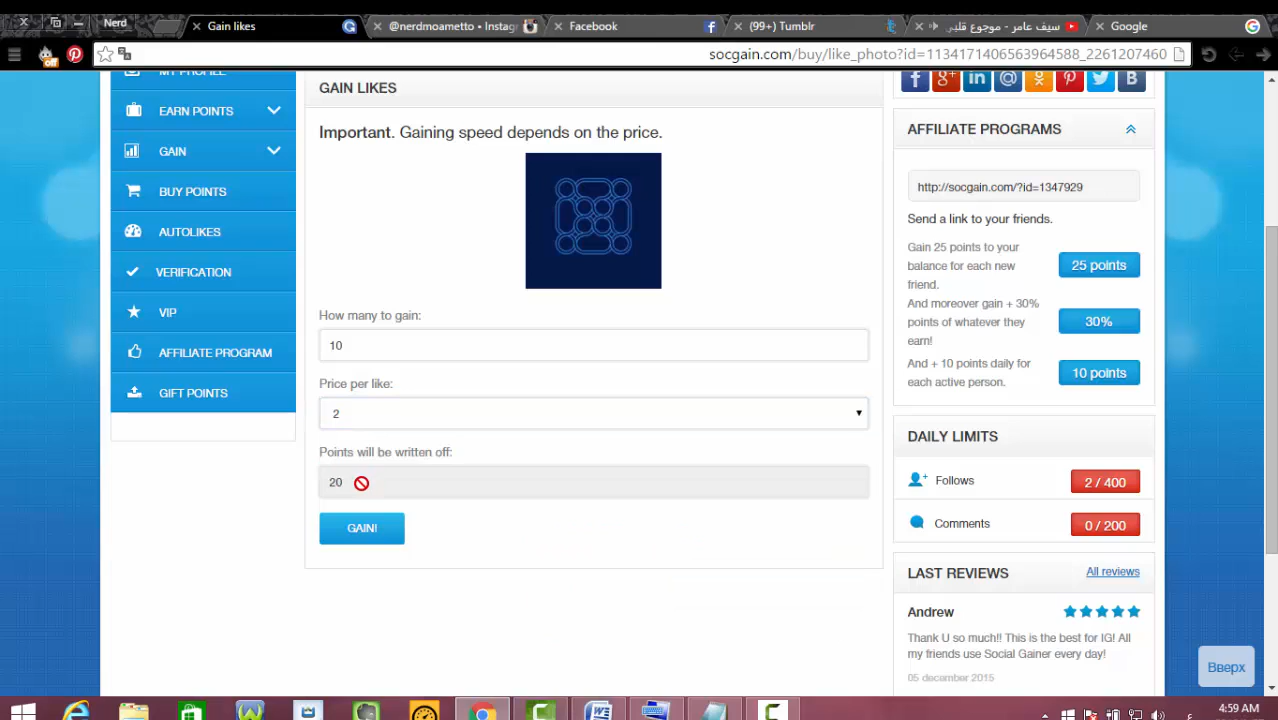 Nerd
Gain likes
@nerdmoametto • Instag
Facebook
(99+) Tumblr
سيف عامر - موجوع قلبي
Google
off
socgain.com/buy/like_photo?id=1134171406563964588_2261207460
MY PROFILE
EARN POINTS
GAIN
BUY POINTS
AUTOLIKES
VERIFICATION
VIP
AFFILIATE PROGRAM
GIFT POINTS
GAIN LIKES
Important. Gaining speed depends on the price.
How many to gain:
10
Price per like:
2
Points will be written off:
20
GAIN!
AFFILIATE PROGRAMS
http://socgain.com/?id=1347929
Send a link to your friends.
Gain 25 points to your
balance for each new
friend.
25 points
And moreover gain + 30%
points of whatever they
earn!
30%
And + 10 points daily for
each active person.
10 points
DAILY LIMITS
Follows
2 / 400
Comments
0 / 200
LAST REVIEWS
All reviews
Andrew
Thank U so much!! This is the best for IG! All
my friends use Social Gainer every day!
05 december 2015
Вверх
4:59 AM